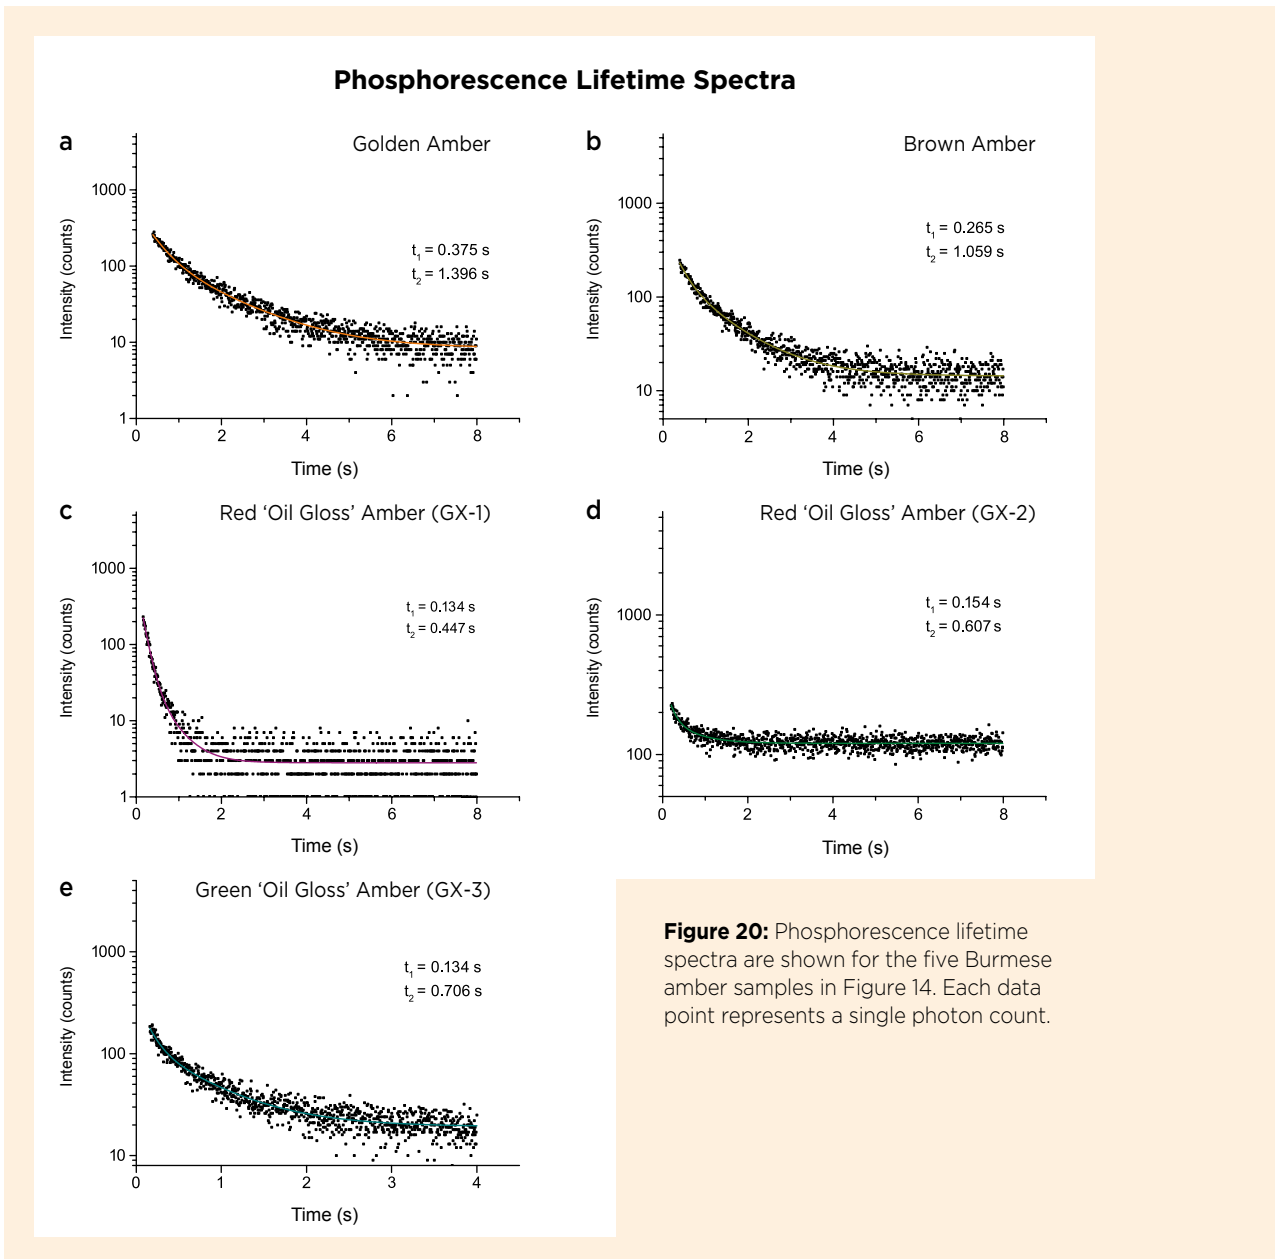 Phosphorescence Lifetime Spectra
a
Golden Amber
Intensity (counts)
1000
100
10
1
t1 = 0.375 s
t2 = 1.396 s
0 2 4 6 8
Time (s)
b
Brown Amber
Intensity (counts)
1000
100
10
t1 = 0.265 s
t2 = 1.059 s
0 2 4 6 8
Time (s)
c
Red ‘Oil Gloss’ Amber (GX-1)
Intensity (counts)
1000
100
10
1
t1 = 0.134 s
t2 = 0.447 s
0 2 4 6 8
Time (s)
d
Red ‘Oil Gloss’ Amber (GX-2)
Intensity (counts)
1000
100
t1 = 0.154 s
t2 = 0.607 s
0 2 4 6 8
Time (s)
e
Green ‘Oil Gloss’ Amber (GX-3)
Intensity (counts)
1000
100
10
t1 = 0.134 s
t2 = 0.706 s
0 1 2 3 4
Time (s)
Figure 20: Phosphorescence lifetime
spectra are shown for the five Burmese
amber samples in Figure 14. Each data
point represents a single photon count.